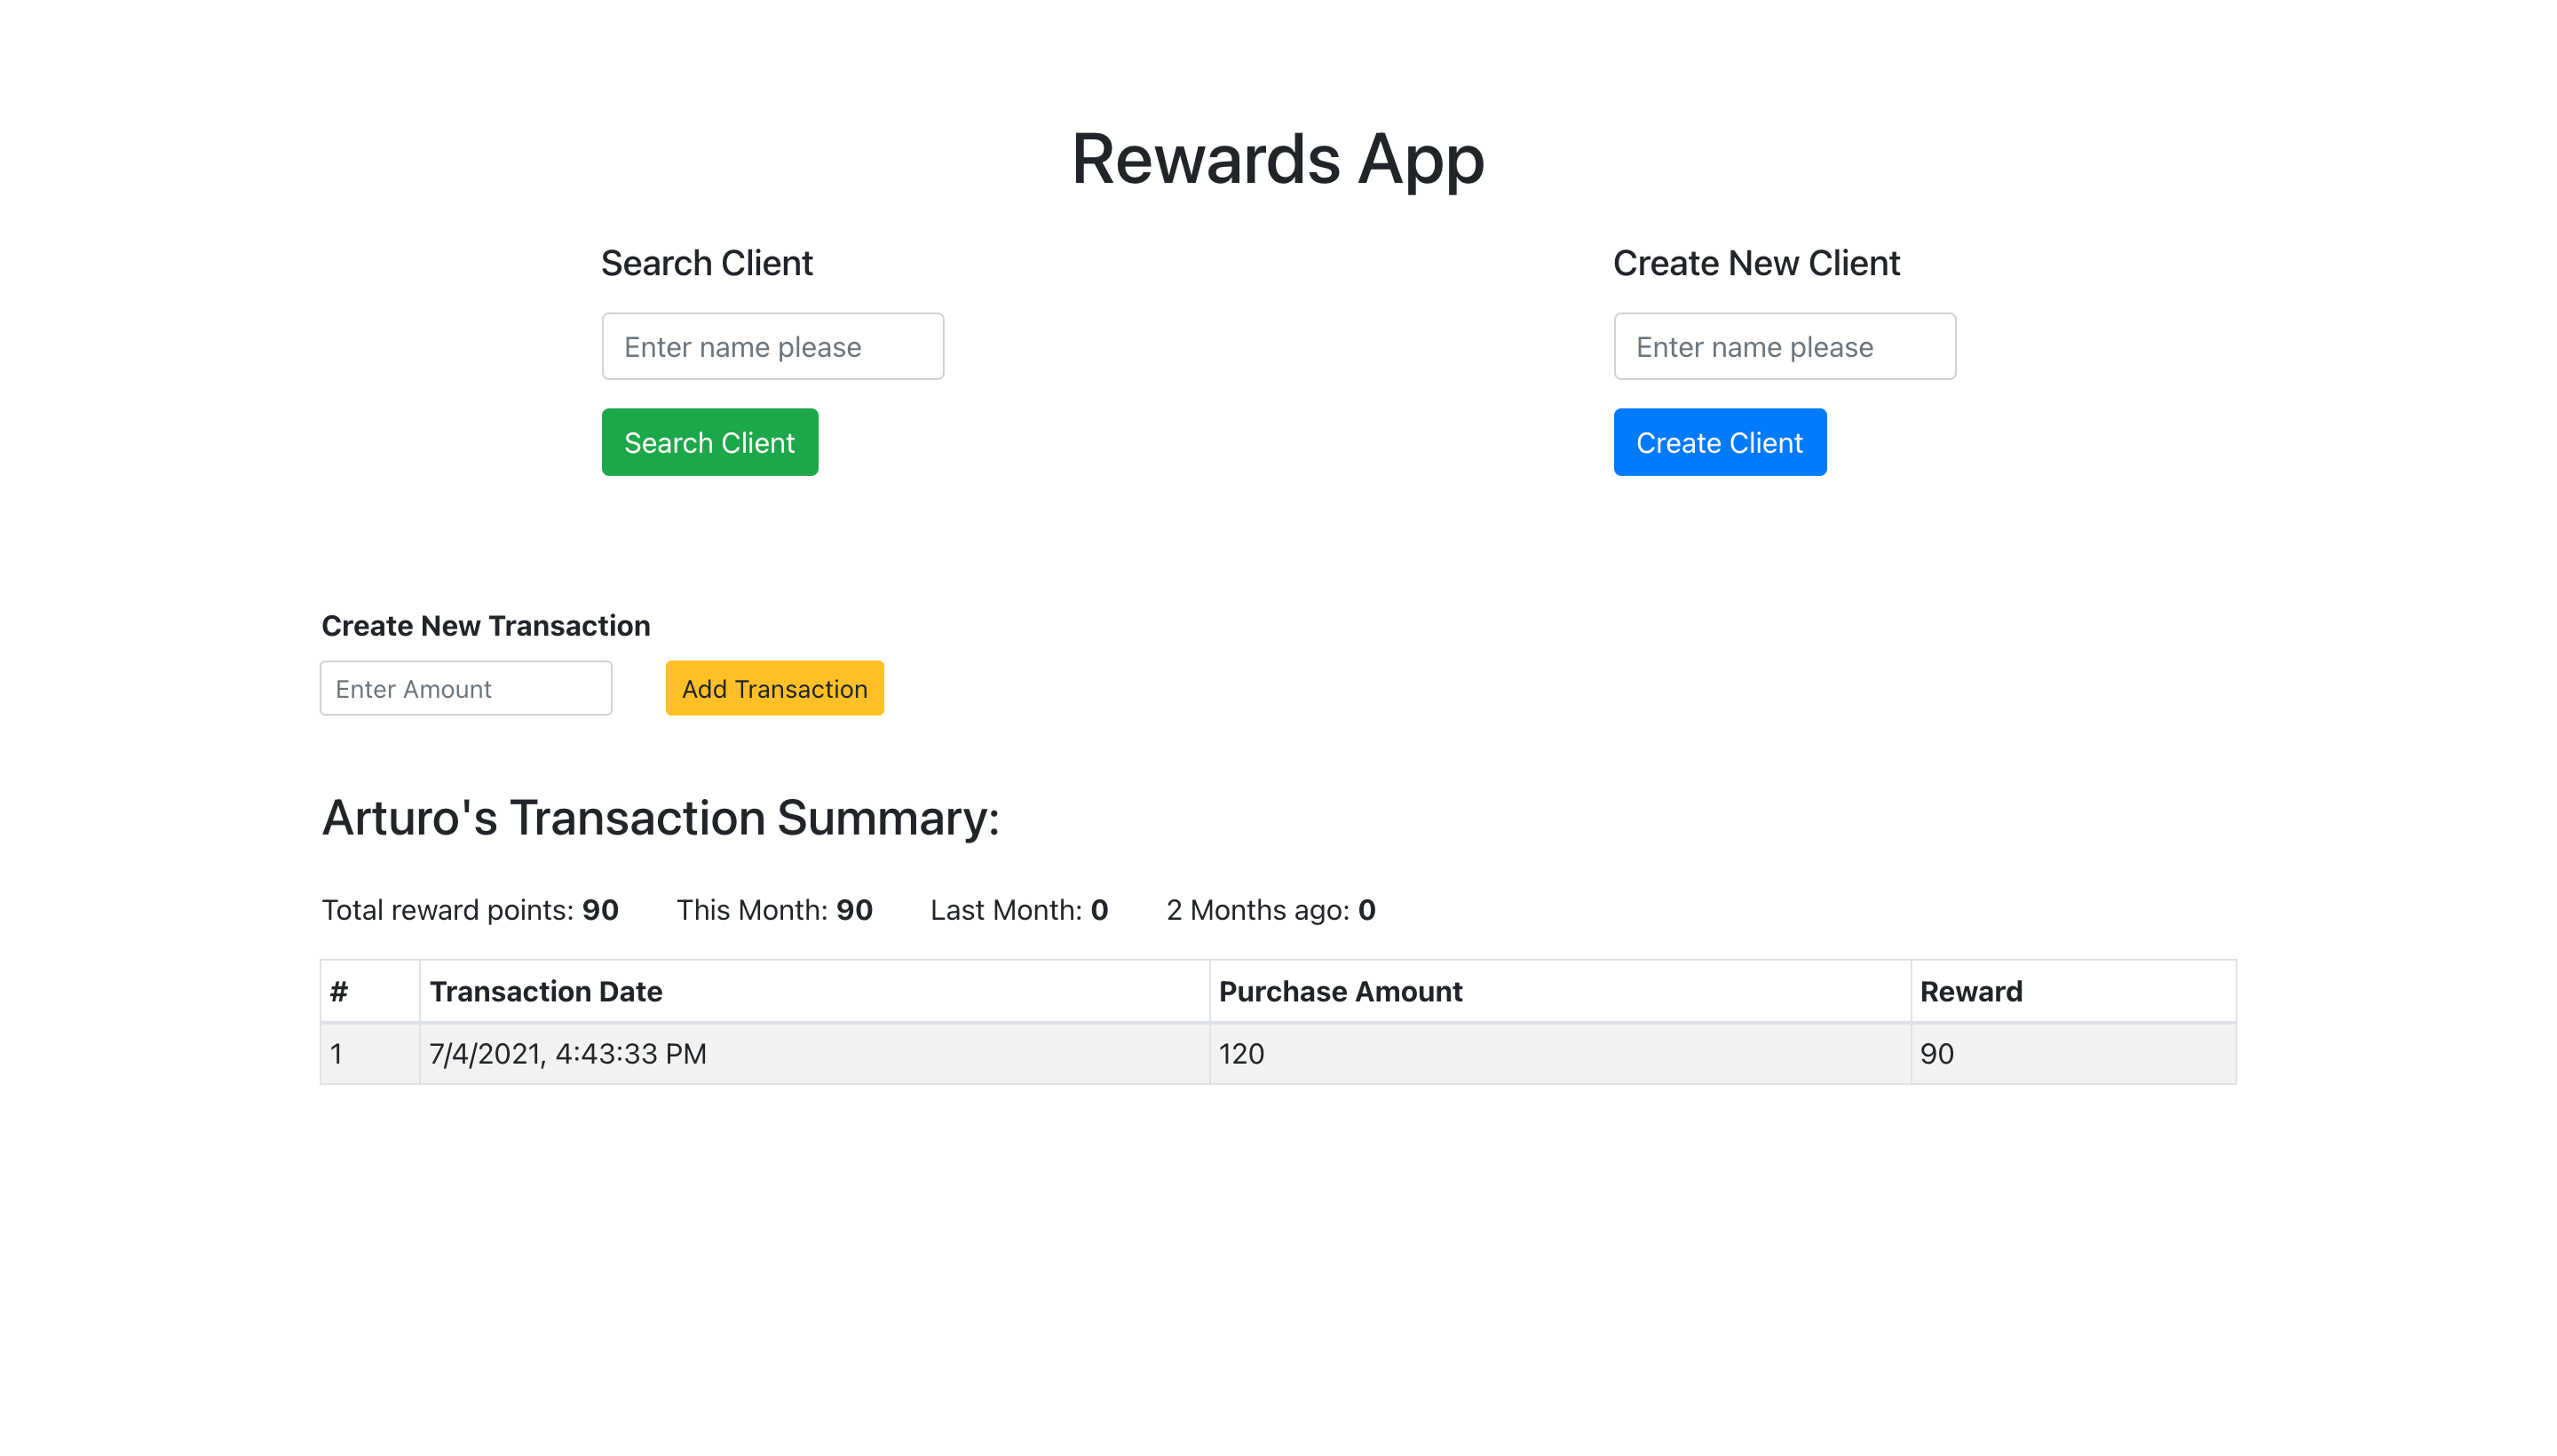 Rewards App
Search Client
Create New Client
Enter name please
Enter name please
Search Client
Create Client
Create New Transaction
Enter Amount
Add Transaction
Arturo's Transaction Summary:
Total reward points: 90 This Month: 90 Last Month: 0 2 Months ago: 0
# Transaction Date Purchase Amount Reward
1 7/4/2021, 4:43:33 PM 120 90